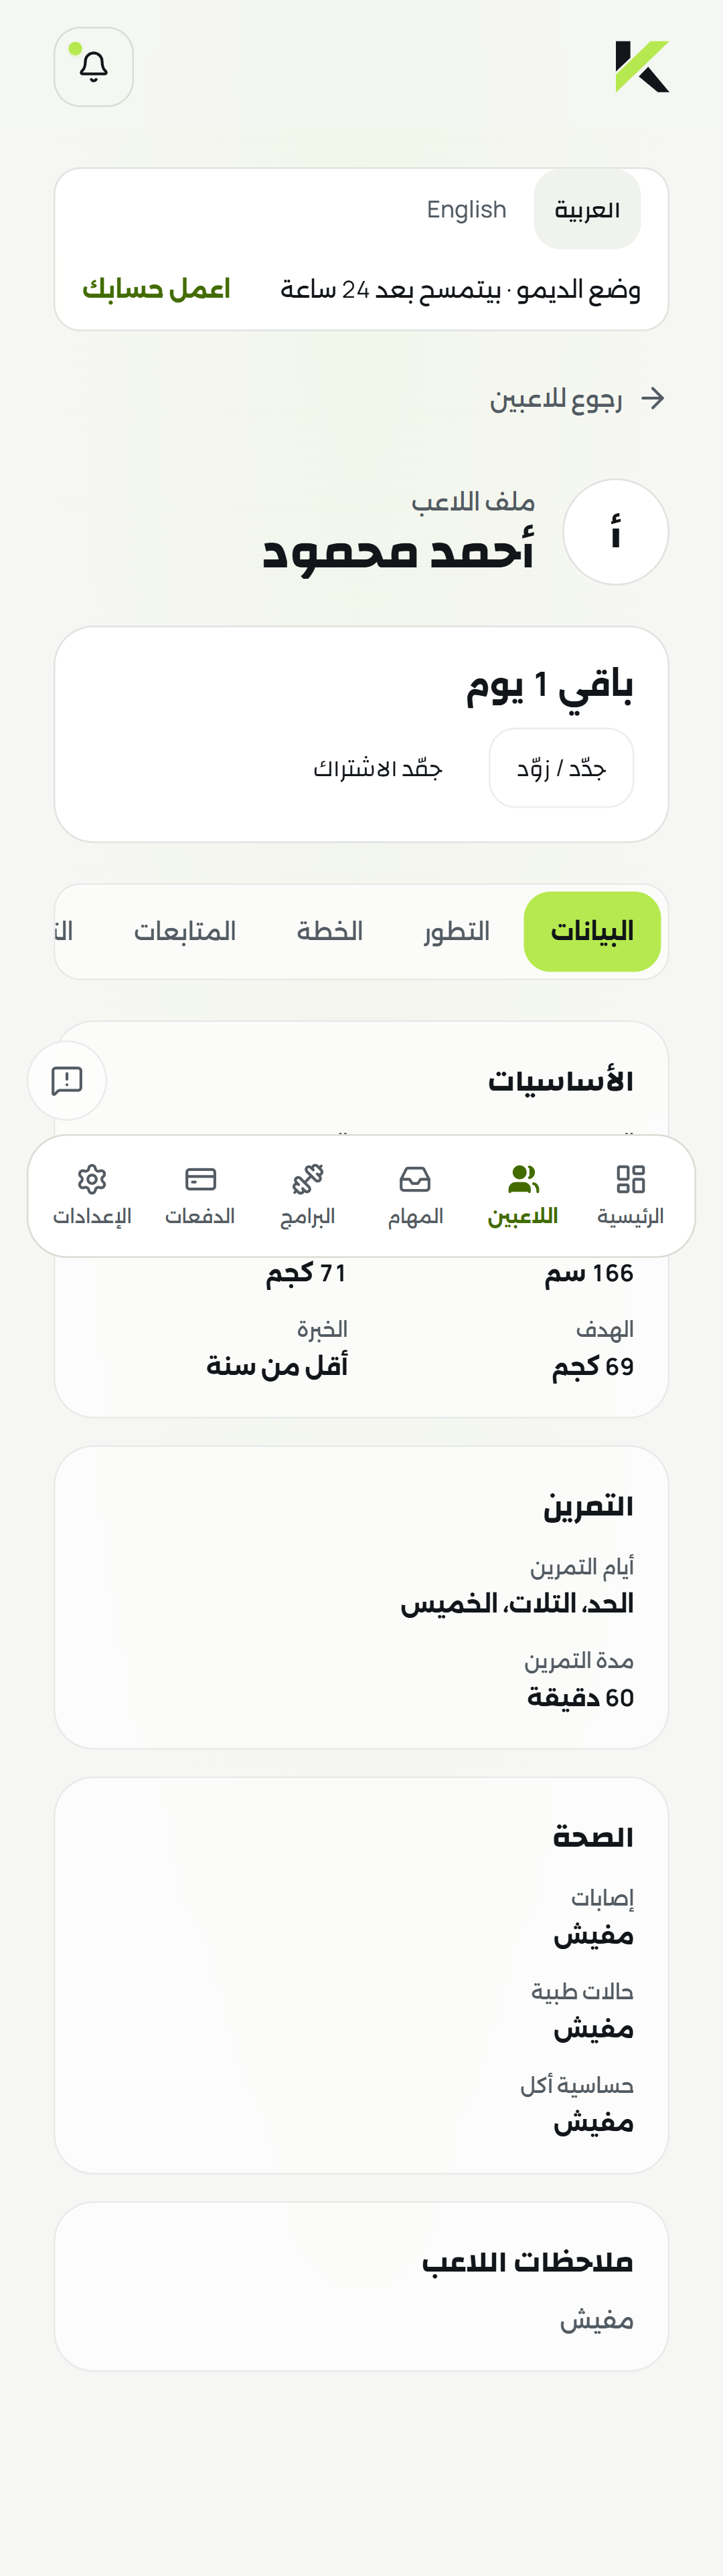 العربية English
وضع الديمو · بيتمسح بعد 24 ساعة اعمل حسابك
رجوع للاعبين
أ
ملف اللاعب
أحمد محمود
باقي 1 يوم
جدّد / زوّد جمّد الاشتراك
البيانات التطور الخطة المتابعات
الأساسيات
الرئيسية اللاعبين المهام البرامج الدفعات الإعدادات
166 سم 71 كجم
الهدف الخبرة
69 كجم أقل من سنة
التمرين
أيام التمرين
الحد، التلات، الخميس
مدة التمرين
60 دقيقة
الصحة
إصابات
مفيش
حالات طبية
مفيش
حساسية أكل
مفيش
ملاحظات اللاعب
مفيش